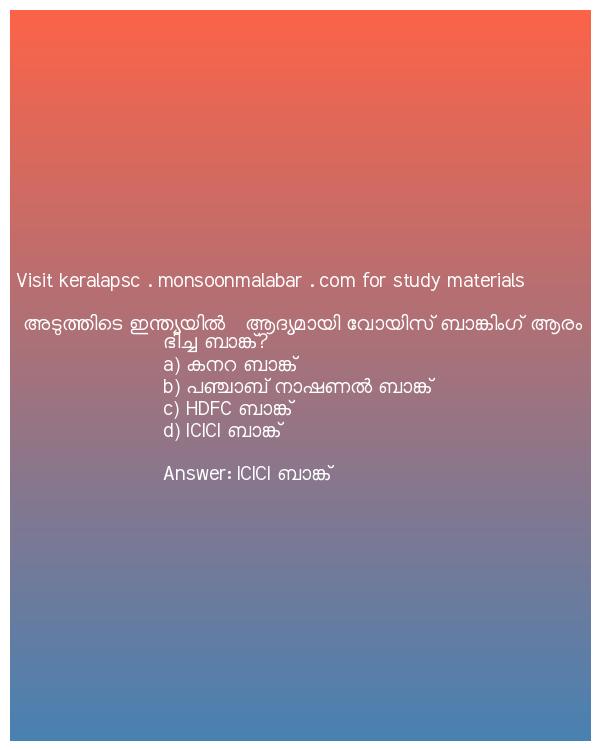 Visit keralapsc . monsoonmalabar . com for study materials
അടുത്തിടെ ഇന്ത്യയിൽ ആദ്യമായി വോയിസ് ബാങ്കിംഗ് ആരം
ഭിച്ച ബാങ്ക്?
a) കനറ ബാങ്ക്
b) പഞ്ചാബ് നാഷണൽ ബാങ്ക്
c) HDFC ബാങ്ക്
d) ICICI ബാങ്ക്
Answer: ICICI ബാങ്ക്